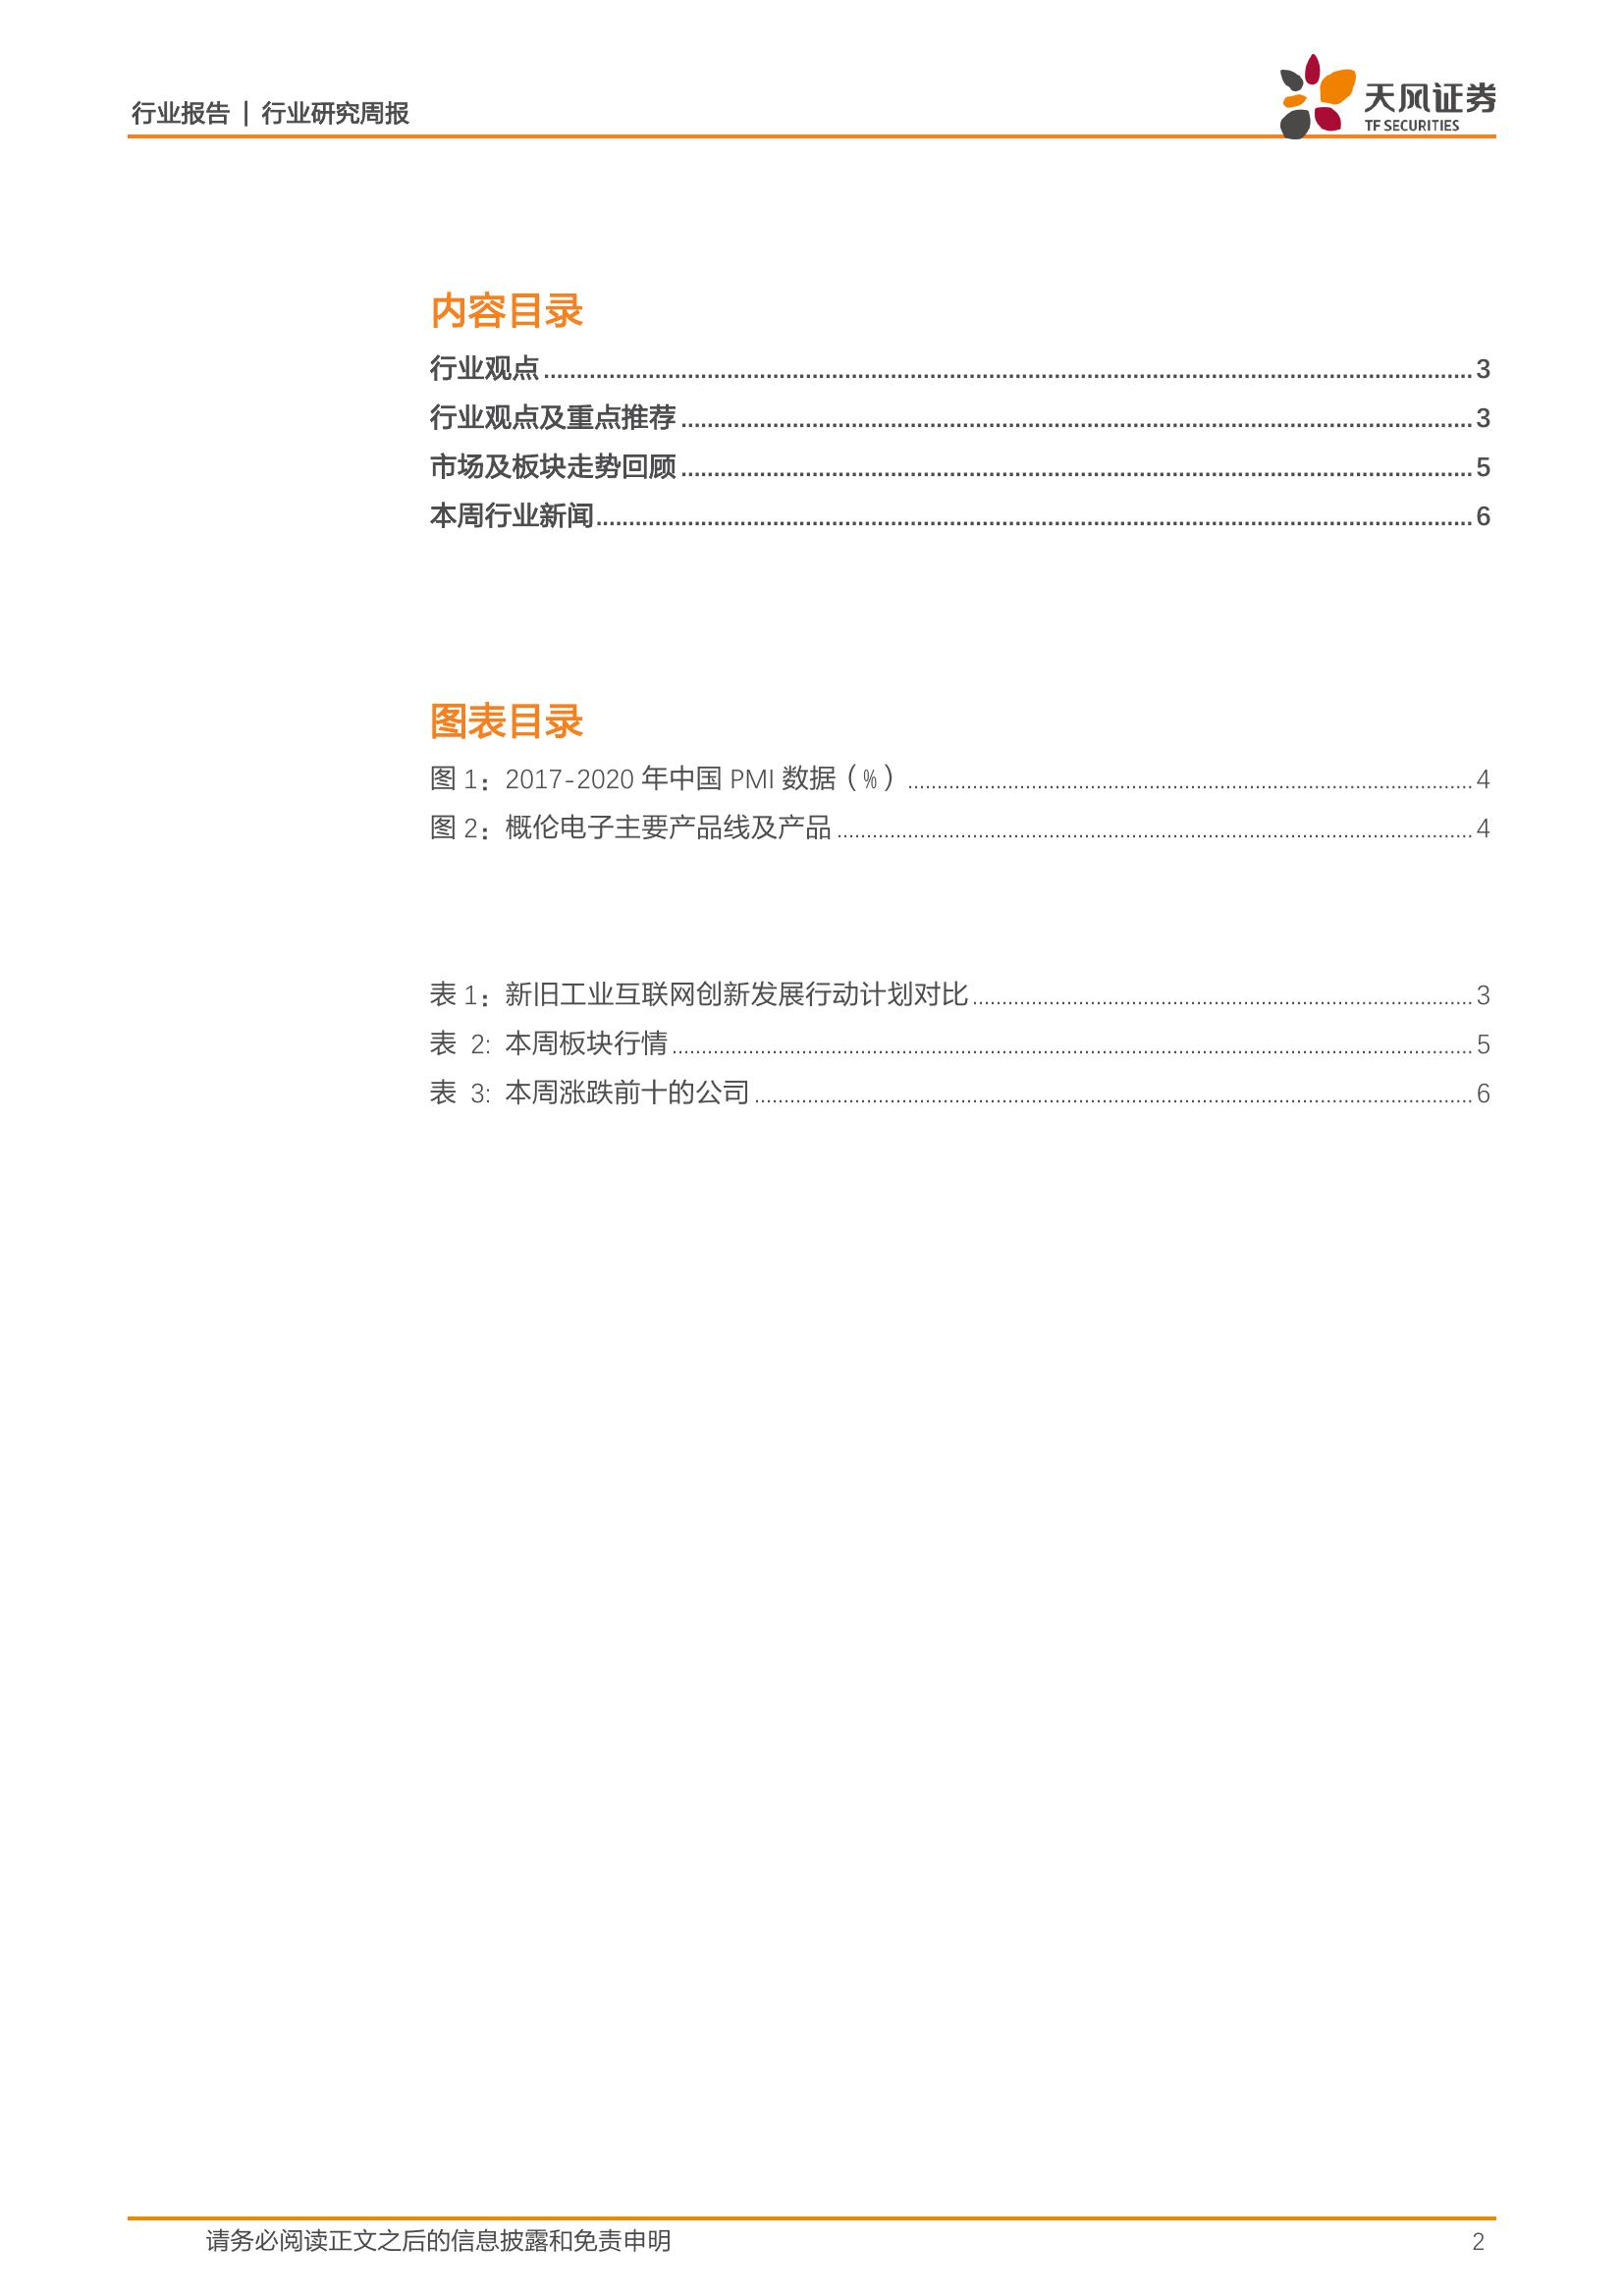 行业报告 | 行业研究周报
天风证券
TF SECURITIES
内容目录
行业观点 3
行业观点及重点推荐 3
市场及板块走势回顾 5
本周行业新闻 6
图表目录
图 1：2017-2020 年中国 PMI 数据（%） 4
图 2：概伦电子主要产品线及产品 4
表 1：新旧工业互联网创新发展行动计划对比 3
表 2: 本周板块行情 5
表 3: 本周涨跌前十的公司 6
请务必阅读正文之后的信息披露和免责申明 2